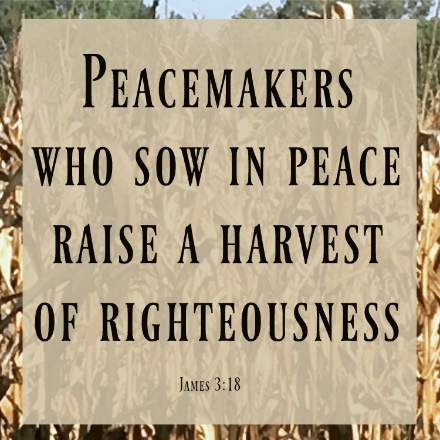 Peacemakers
who sow in peace
raise a harvest
of righteousness
James 3:18